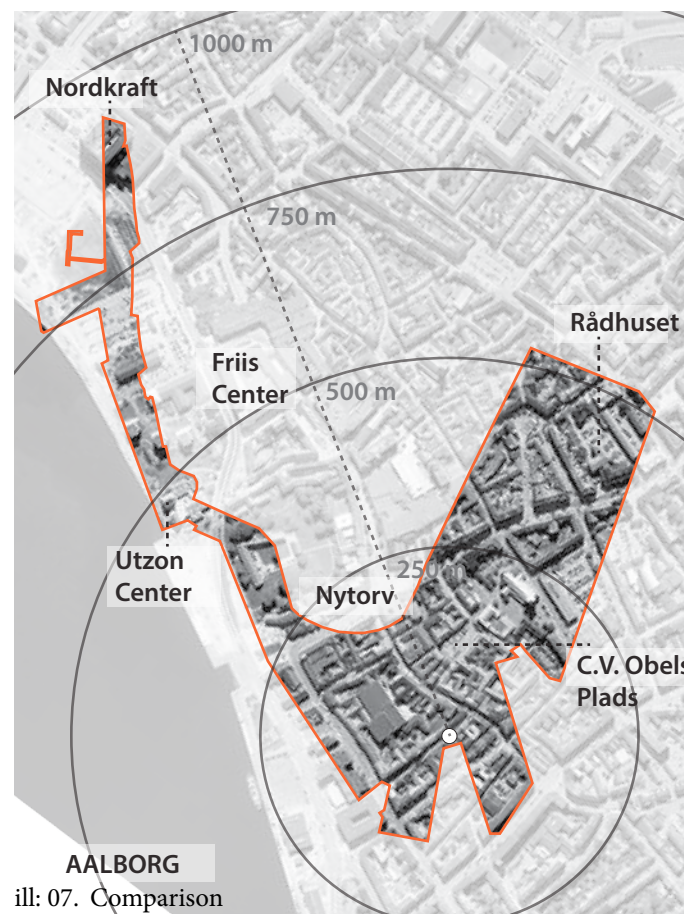 1000 m
Nordkraft
750 m
Rådhuset
Friis
Center
500 m
250 m
Utzon
Center
Nytorv
C.V. Obels
Plads
AALBORG
ill: 07. Comparison